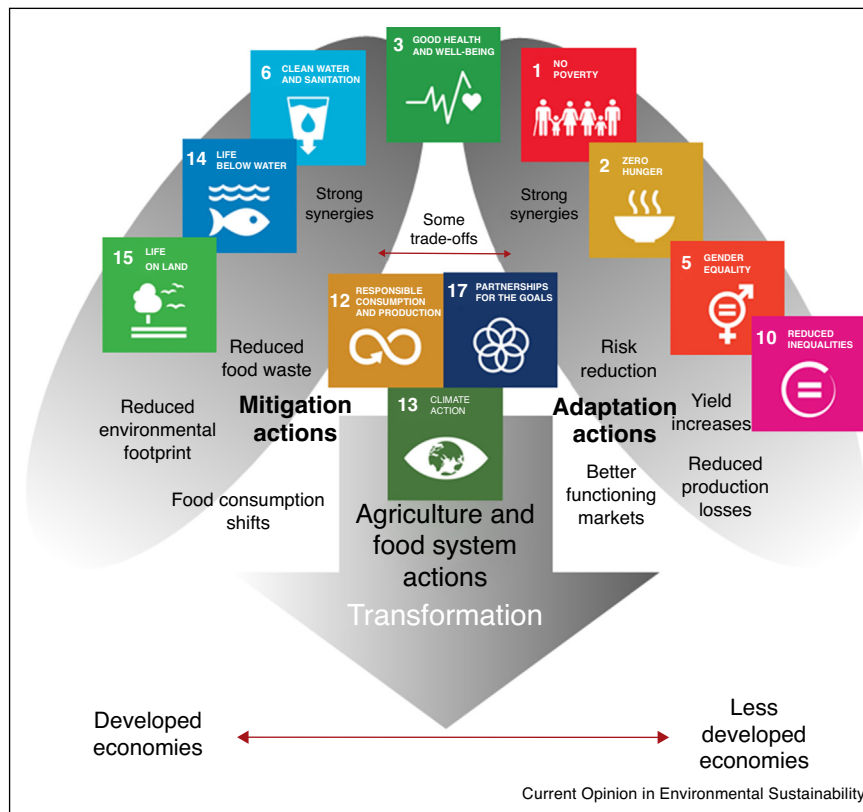 3 GOOD HEALTH
AND WELL-BEING
6 CLEAN WATER
AND SANITATION
1 NO
POVERTY
14 LIFE
BELOW WATER
2 ZERO
HUNGER
Strong
synergies
Strong
synergies
Some
trade-offs
15 LIFE
ON LAND
5 GENDER
EQUALITY
12 RESPONSIBLE
CONSUMPTION
AND PRODUCTION
17 PARTNERSHIPS
FOR THE GOALS
10 REDUCED
INEQUALITIES
Reduced
food waste
Risk
reduction
13 CLIMATE
ACTION
Mitigation
actions
Adaptation
actions
Yield
increases
Reduced
environmental
footprint
Food consumption
shifts
Better
functioning
markets
Reduced
production
losses
Agriculture and
food system
actions
Transformation
Developed
economies
Less
developed
economies
Current Opinion in Environmental Sustainability